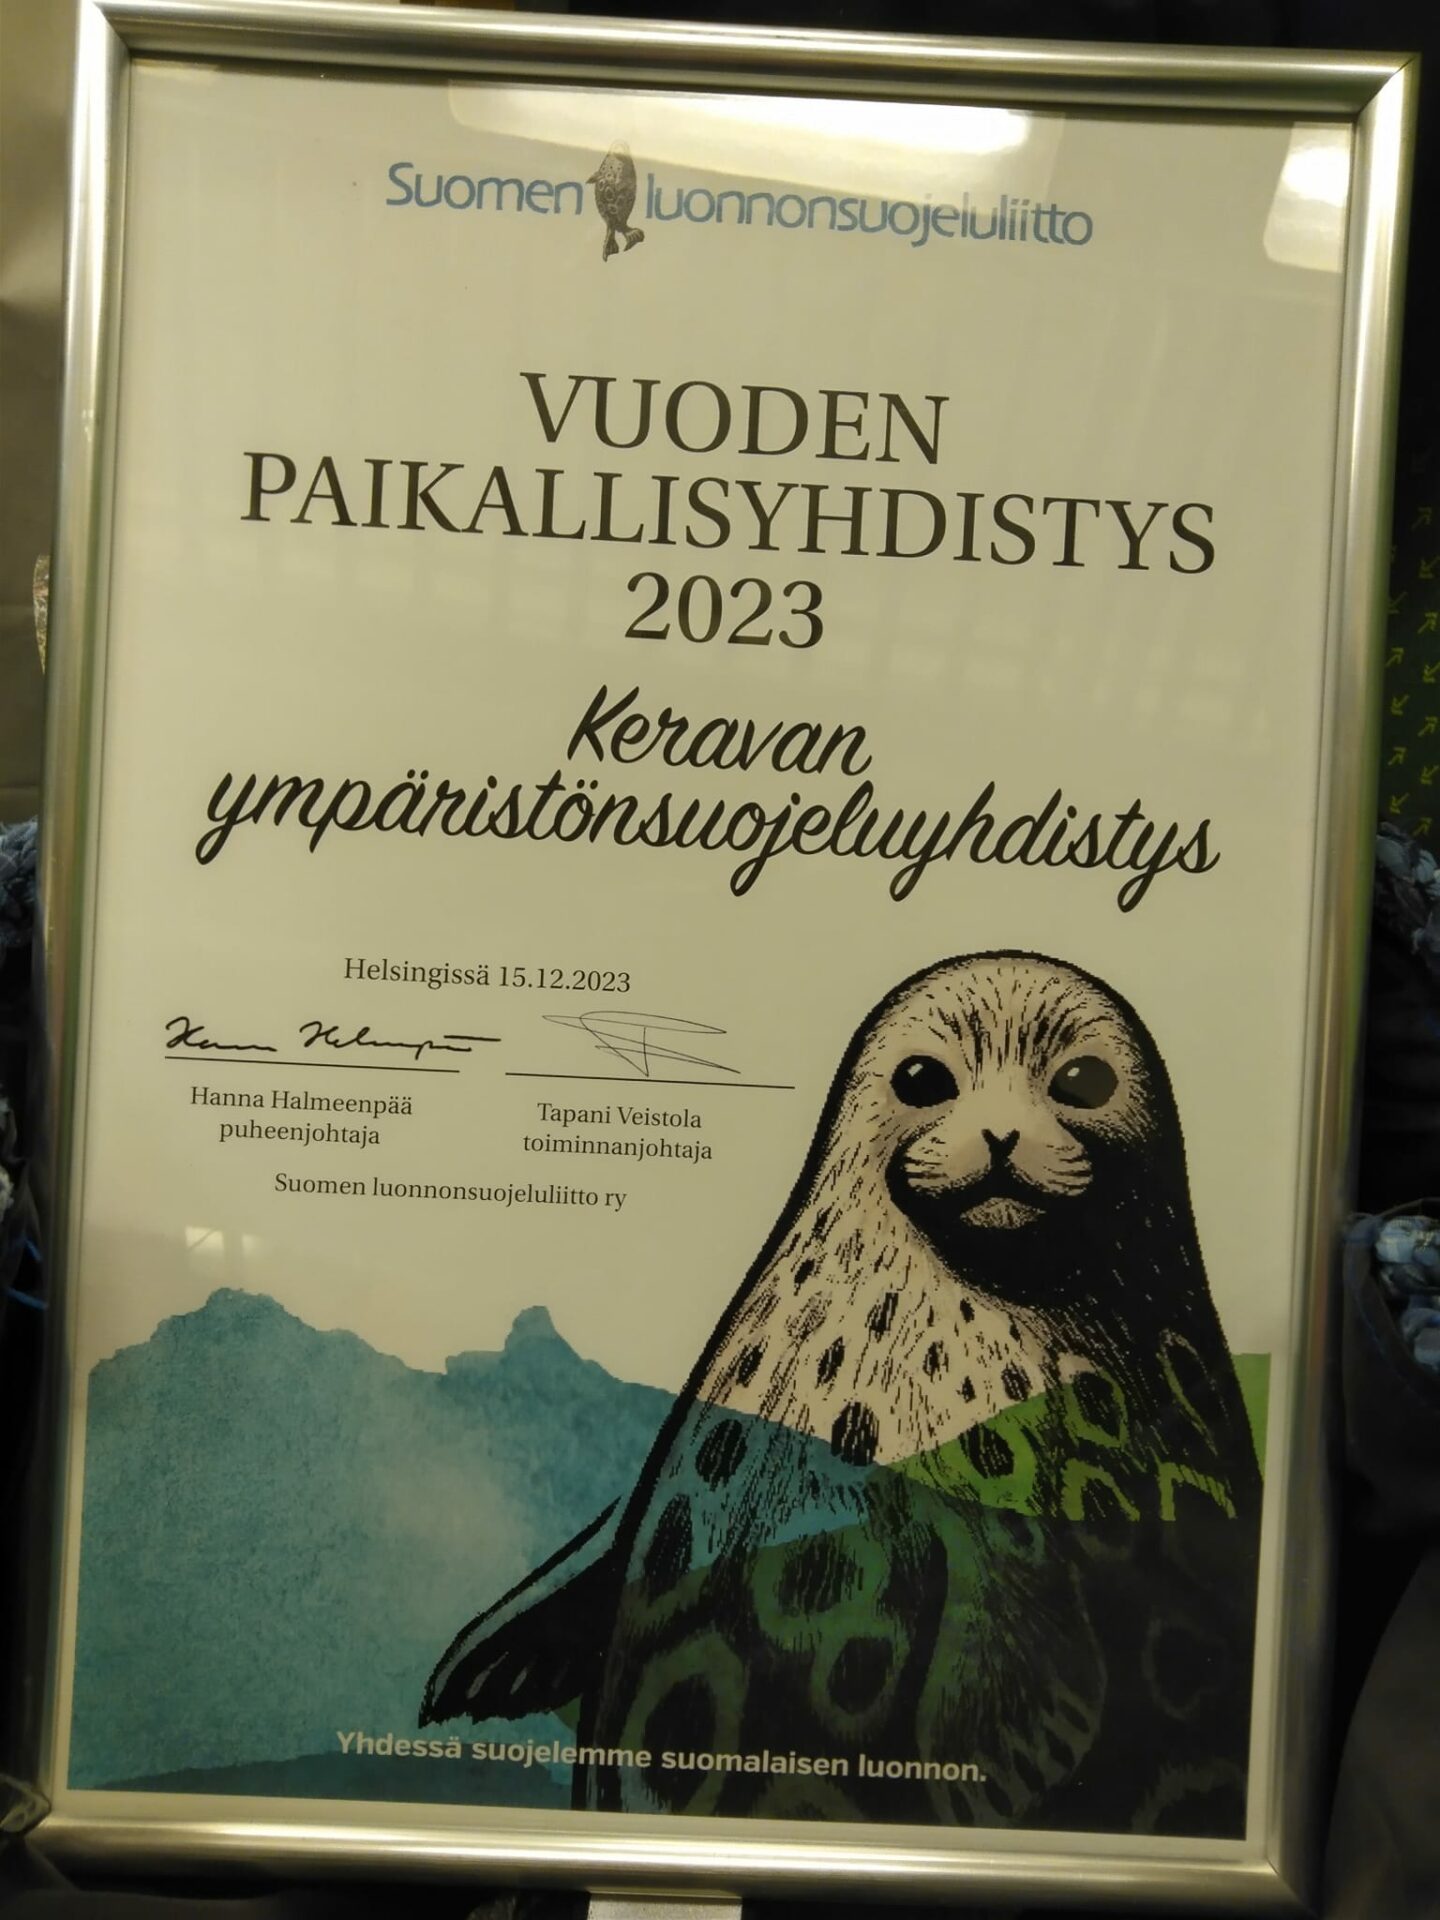 Suomen luonnonsuojeluliitto
VUODEN
PAIKALLISYHDISTYS
2023
Keravan
ympäristönsuojeluyhdistys
Helsingissä 15.12.2023
Hanna Halmeenpää
puheenjohtaja
Tapani Veistola
toiminnanjohtaja
Suomen luonnonsuojeluliitto ry
Yhdessä suojelemme suomalaisen luonnon.